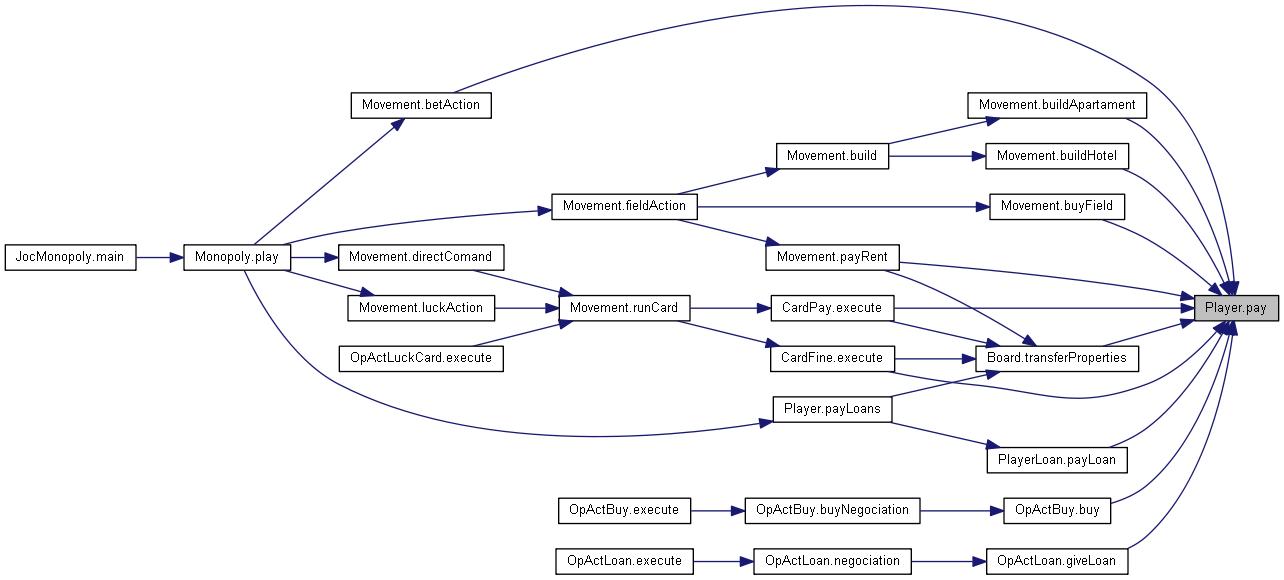 Movement.betAction
Movement.buildApartament
Movement.build
Movement.buildHotel
Movement.fieldAction
Movement.buyField
JocMonopoly.main
Monopoly.play
Movement.directComand
Movement.payRent
Movement.luckAction
Movement.runCard
CardPay.execute
Player.pay
OpActLuckCard.execute
CardFine.execute
Board.transferProperties
Player.payLoans
PlayerLoan.payLoan
OpActBuy.execute
OpActBuy.buyNegociation
OpActBuy.buy
OpActLoan.execute
OpActLoan.negociation
OpActLoan.giveLoan